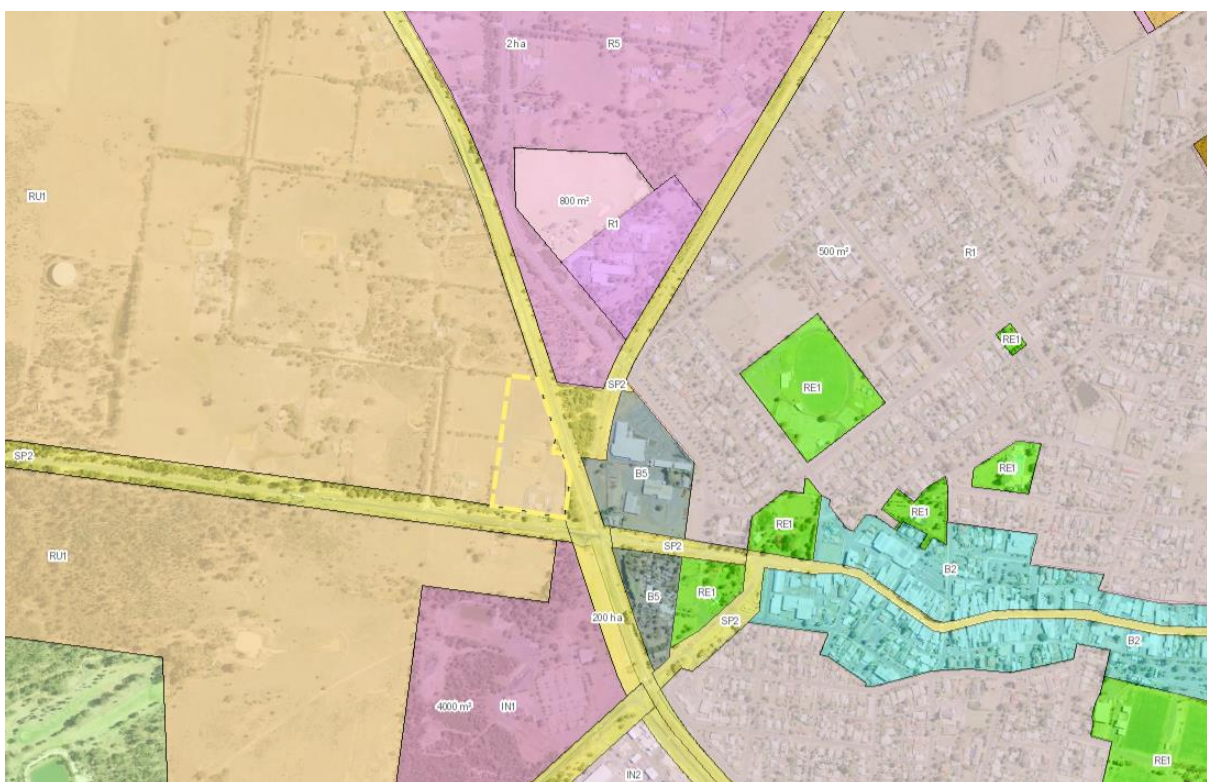 2 ha
R5
RU1
800 m²
R1
500 m²
R1
RE1
SP2
RE1
SP2
B5
RE1
RE1
RE1
SP2
RU1
B2
B5
RE1
200 ha
SP2
B2
4000 m²
IN1
RE1
IN2